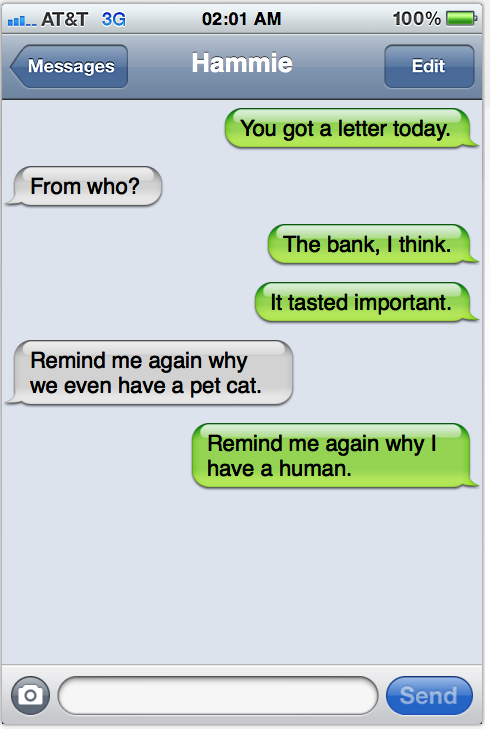 AT&T 3G 02:01 AM 100%
Messages Hammie Edit
You got a letter today.
From who?
The bank, I think.
It tasted important.
Remind me again why
we even have a pet cat.
Remind me again why I
have a human.
Send